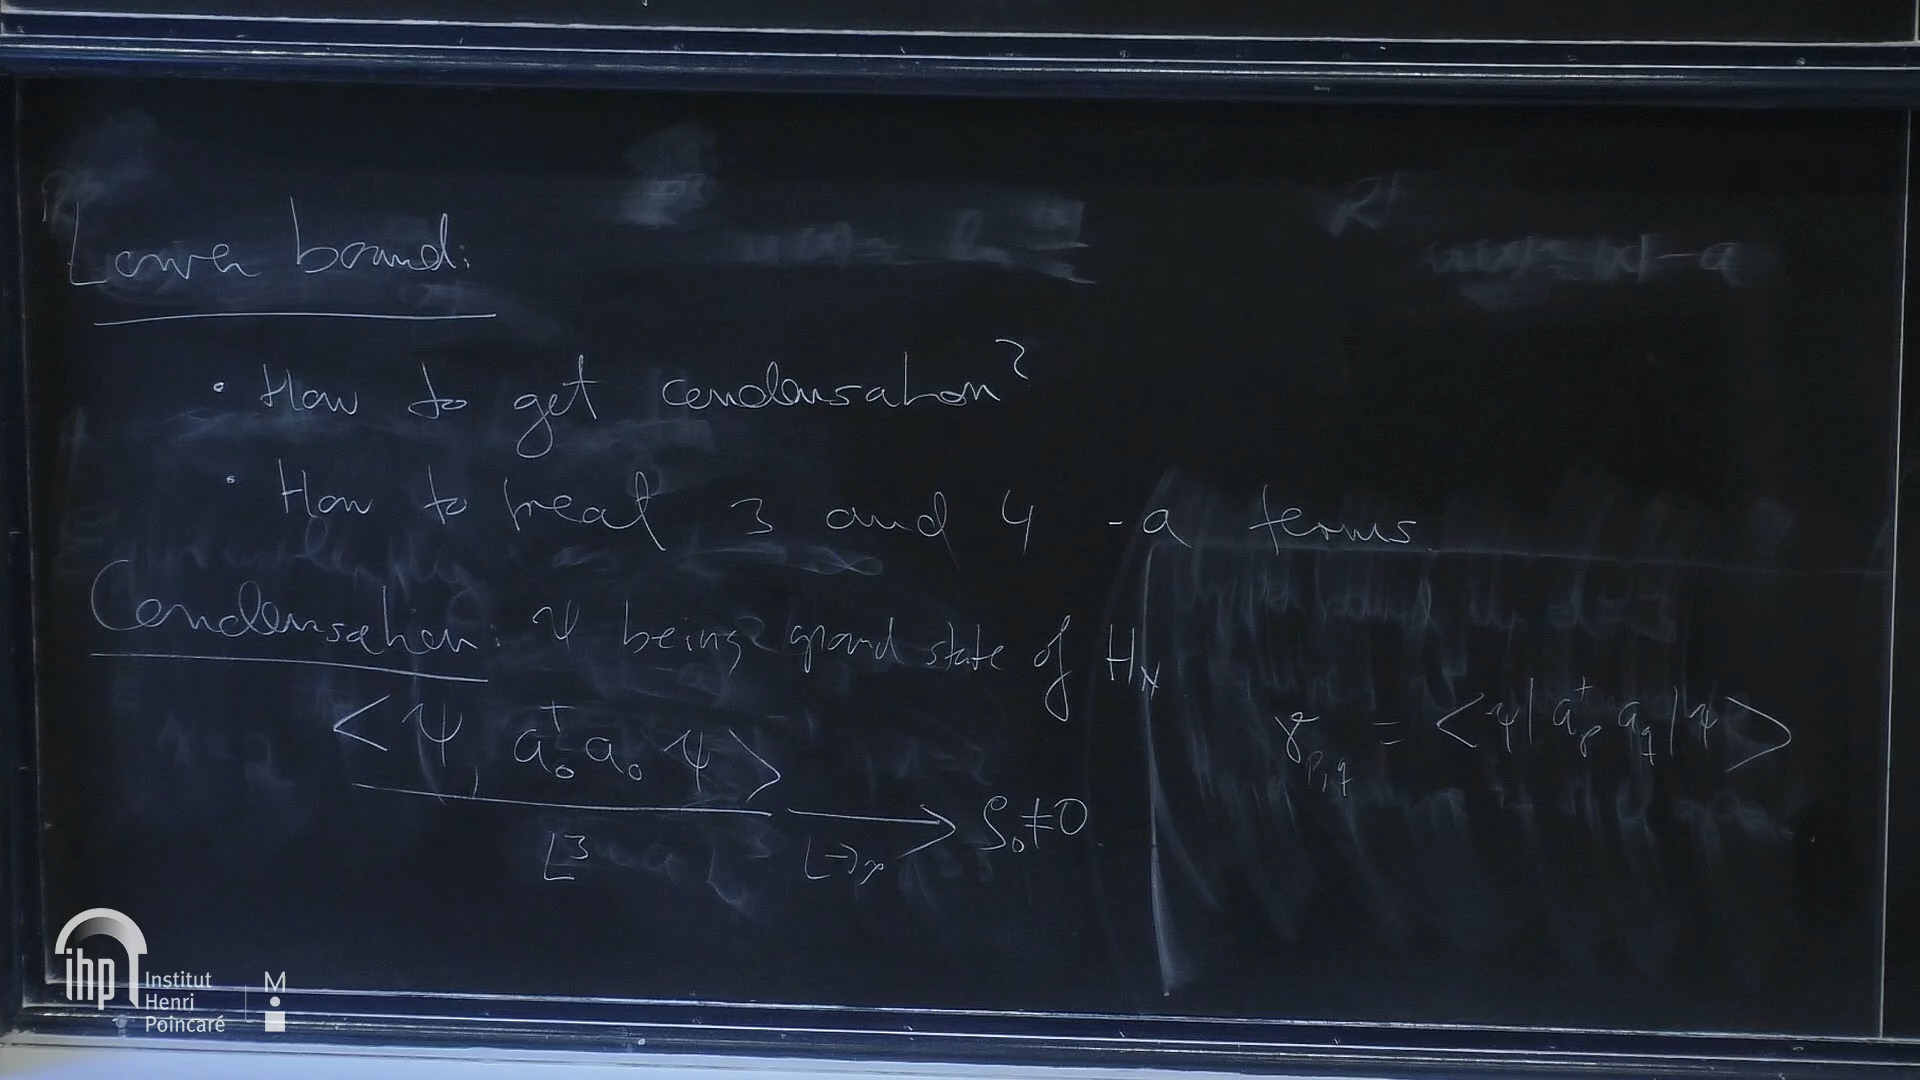 Lower bound:
• How to get condensation?
• How to treat 3 and 4 -a terms
Condensation: ψ being ground state of H_N
<ψ, a₀⁺ a₀ ψ> / L³ → ρ₀ ≠ 0
L→∞
γ_{p,q} = <ψ| a_p⁺ a_q |ψ>
ihp Institut
Henri
Poincaré